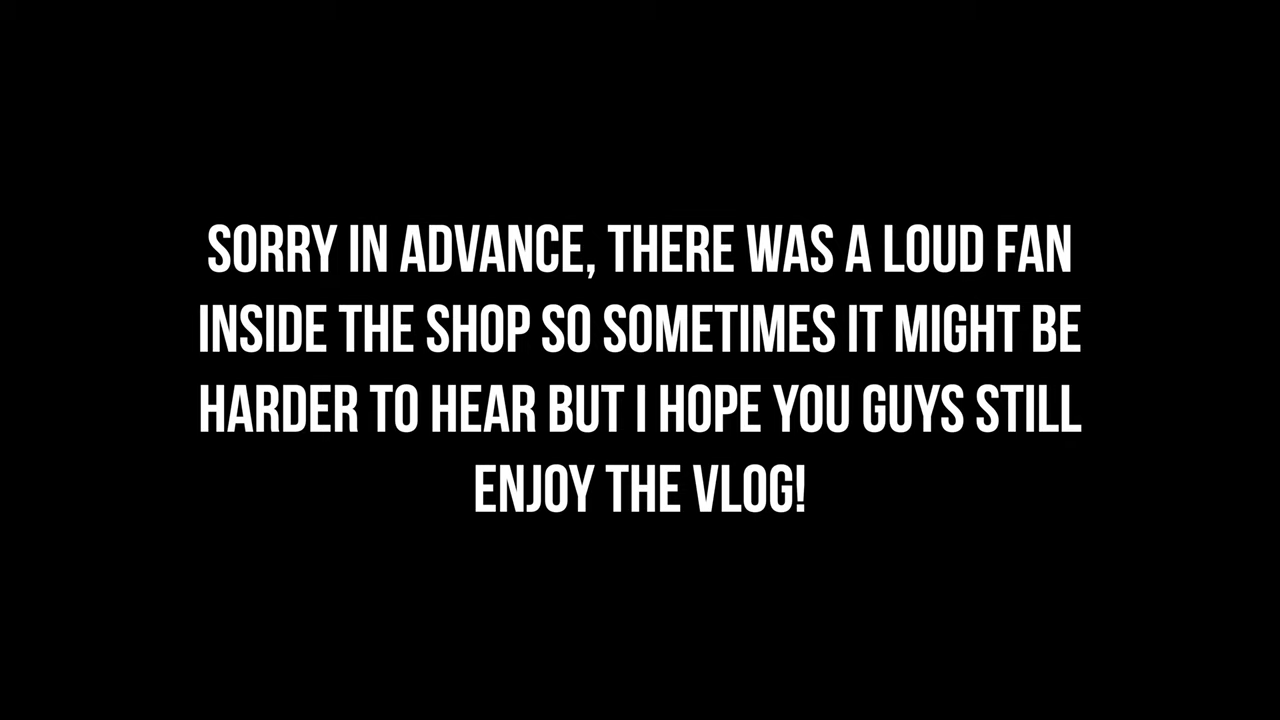 SORRY IN ADVANCE, THERE WAS A LOUD FAN
INSIDE THE SHOP SO SOMETIMES IT MIGHT BE
HARDER TO HEAR BUT I HOPE YOU GUYS STILL
ENJOY THE VLOG!